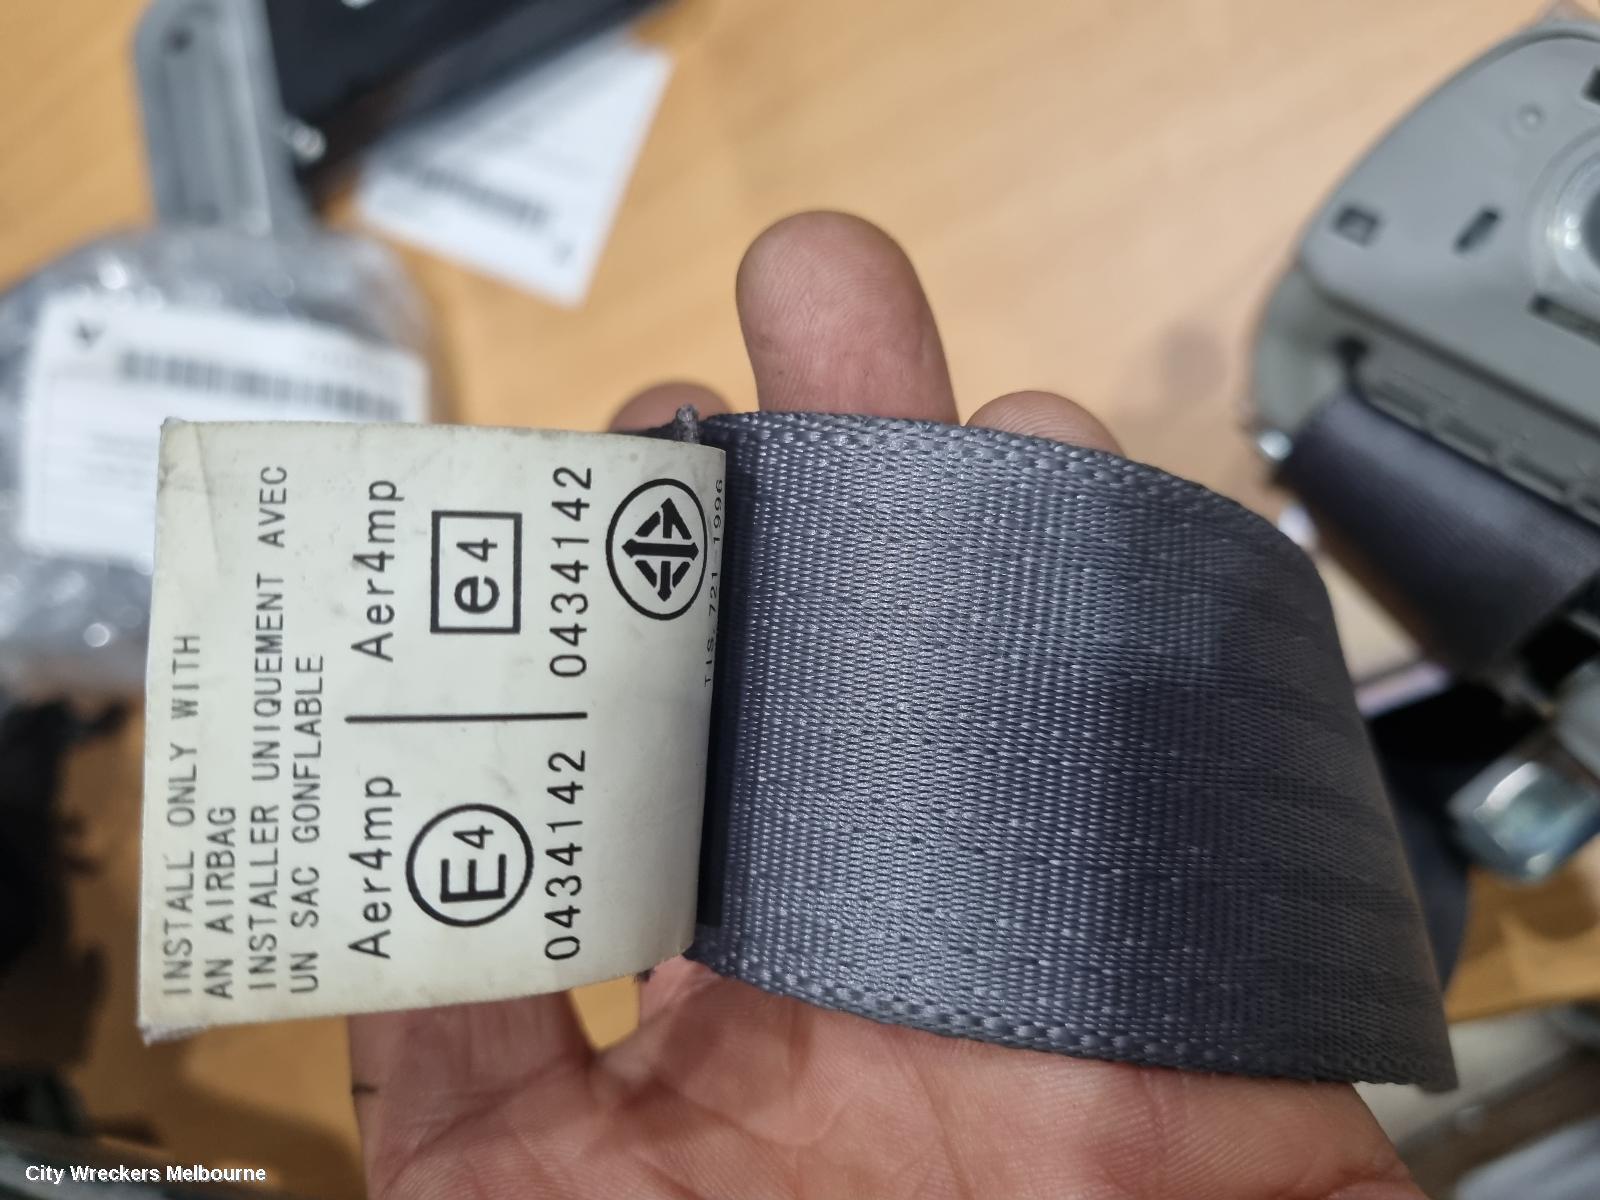 INSTALL ONLY WITH
AN AIRBAG
INSTALLER UNIQUEMENT AVEC
UN SAC GONFLABLE
Aer4mp | Aer4mp
E4 e4
0434142 | 0434142
TIS 721-1996
City Wreckers Melbourne